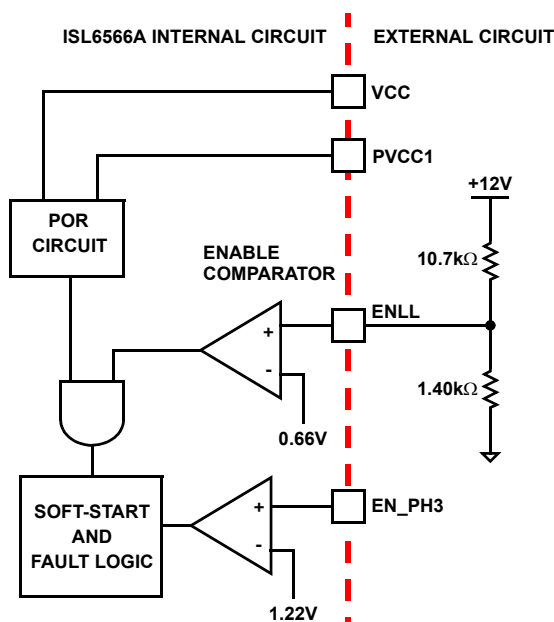 ISL6566A INTERNAL CIRCUIT
EXTERNAL CIRCUIT
VCC
PVCC1
+12V
POR
CIRCUIT
10.7kΩ
ENABLE
COMPARATOR
ENLL
+
-
1.40kΩ
0.66V
SOFT-START
AND
FAULT LOGIC
EN_PH3
+
-
1.22V